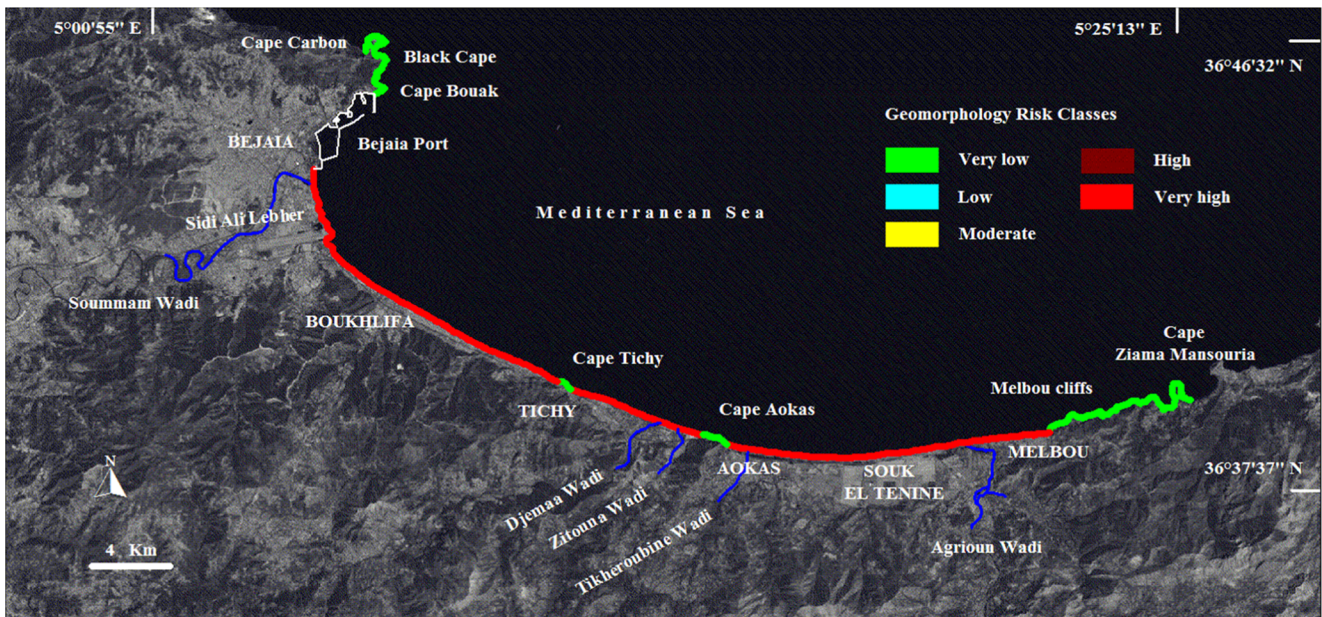 5°00'55" E
5°25'13" E
Cape Carbon
Black Cape
36°46'32" N
Cape Bouak
Geomorphology Risk Classes
BEJAIA
Bejaia Port
Very low
High
Low
Very high
Sidi Ali Lebher
Mediterranean Sea
Moderate
Soummam Wadi
BOUKHLIFA
Cape
Ziama Mansouria
Cape Tichy
Melbou cliffs
TICHY
Cape Aokas
MELBOU
AOKAS
SOUK
EL TENINE
36°37'37" N
N
Djemaa Wadi
Zitouna Wadi
Tikheroubine Wadi
Agrioun Wadi
4 Km